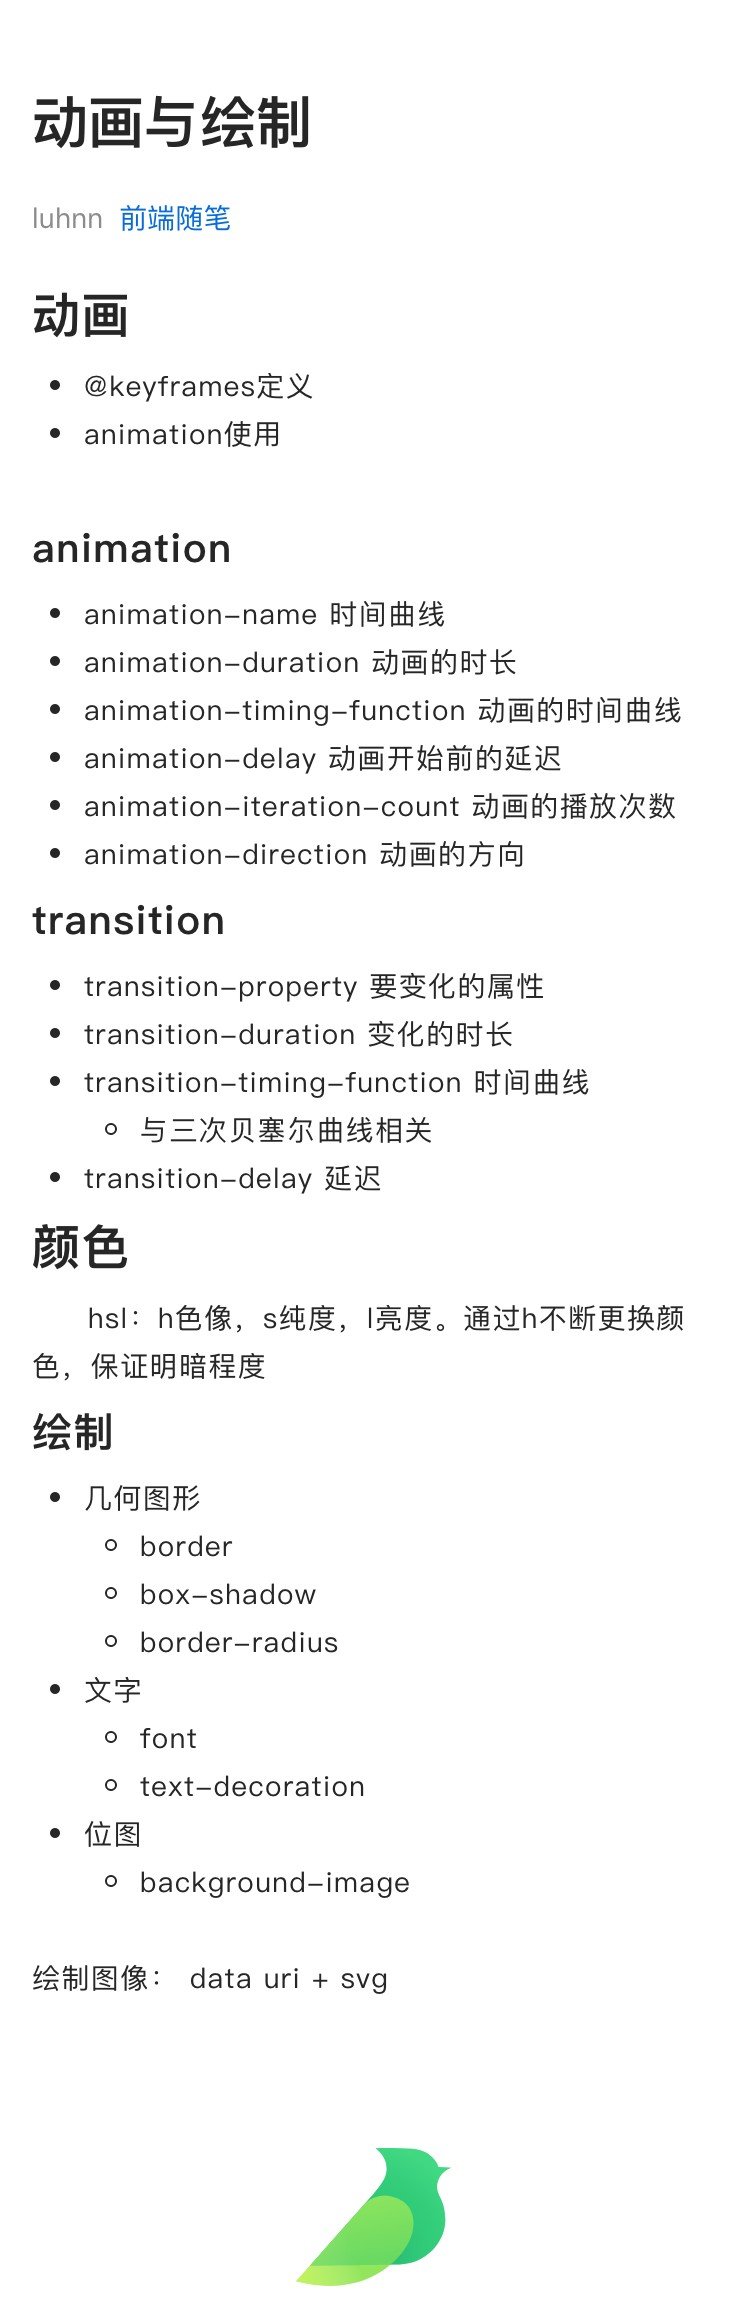 动画与绘制
luhnn 前端随笔
动画
@keyframes定义
animation使用
animation
animation-name 时间曲线
animation-duration 动画的时长
animation-timing-function 动画的时间曲线
animation-delay 动画开始前的延迟
animation-iteration-count 动画的播放次数
animation-direction 动画的方向
transition
transition-property 要变化的属性
transition-duration 变化的时长
transition-timing-function 时间曲线
与三次贝塞尔曲线相关
transition-delay 延迟
颜色
hsl：h色像，s纯度，l亮度。通过h不断更换颜
色，保证明暗程度
绘制
几何图形
border
box-shadow
border-radius
文字
font
text-decoration
位图
background-image
绘制图像： data uri + svg